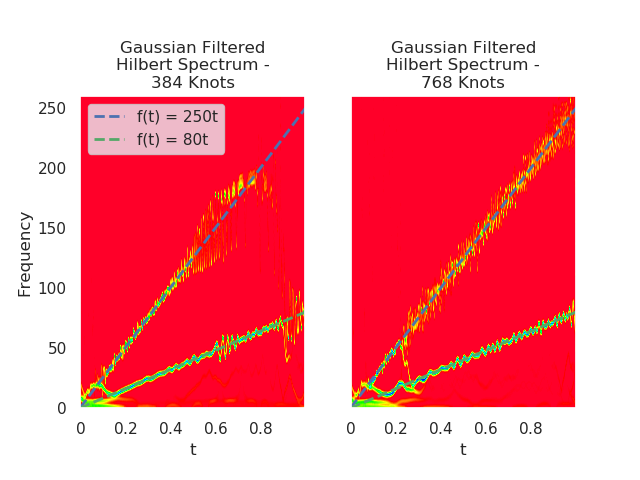 Gaussian Filtered
Hilbert Spectrum -
384 Knots
Gaussian Filtered
Hilbert Spectrum -
768 Knots
f(t) = 250t
f(t) = 80t
Frequency
250
200
150
100
50
0
0 0.2 0.4 0.6 0.8
0 0.2 0.4 0.6 0.8
t
t